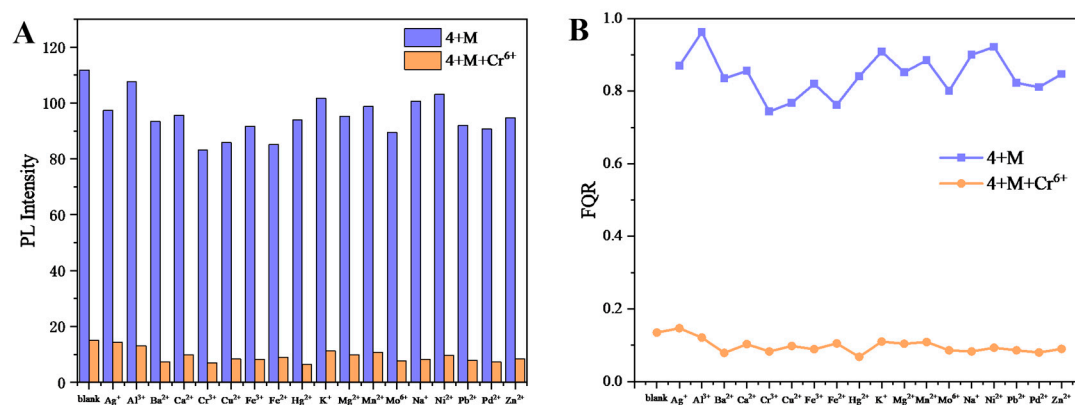 A
4+M
4+M+Cr⁶⁺
PL Intensity
120
100
80
60
40
20
0
blank Ag⁺ Al³⁺ Ba²⁺ Ca²⁺ Cr³⁺ Cu²⁺ Fe³⁺ Fe²⁺ Hg²⁺ K⁺ Mg²⁺ Mn²⁺ Mo⁶⁺ Na⁺ Ni²⁺ Pb²⁺ Pd²⁺ Zn²⁺
B
4+M
4+M+Cr⁶⁺
FQR
1.0
0.8
0.6
0.4
0.2
0.0
blank Ag⁺ Al³⁺ Ba²⁺ Ca²⁺ Cr³⁺ Cu²⁺ Fe³⁺ Fe²⁺ Hg²⁺ K⁺ Mg²⁺ Mn²⁺ Mo⁶⁺ Na⁺ Ni²⁺ Pb²⁺ Pd²⁺ Zn²⁺